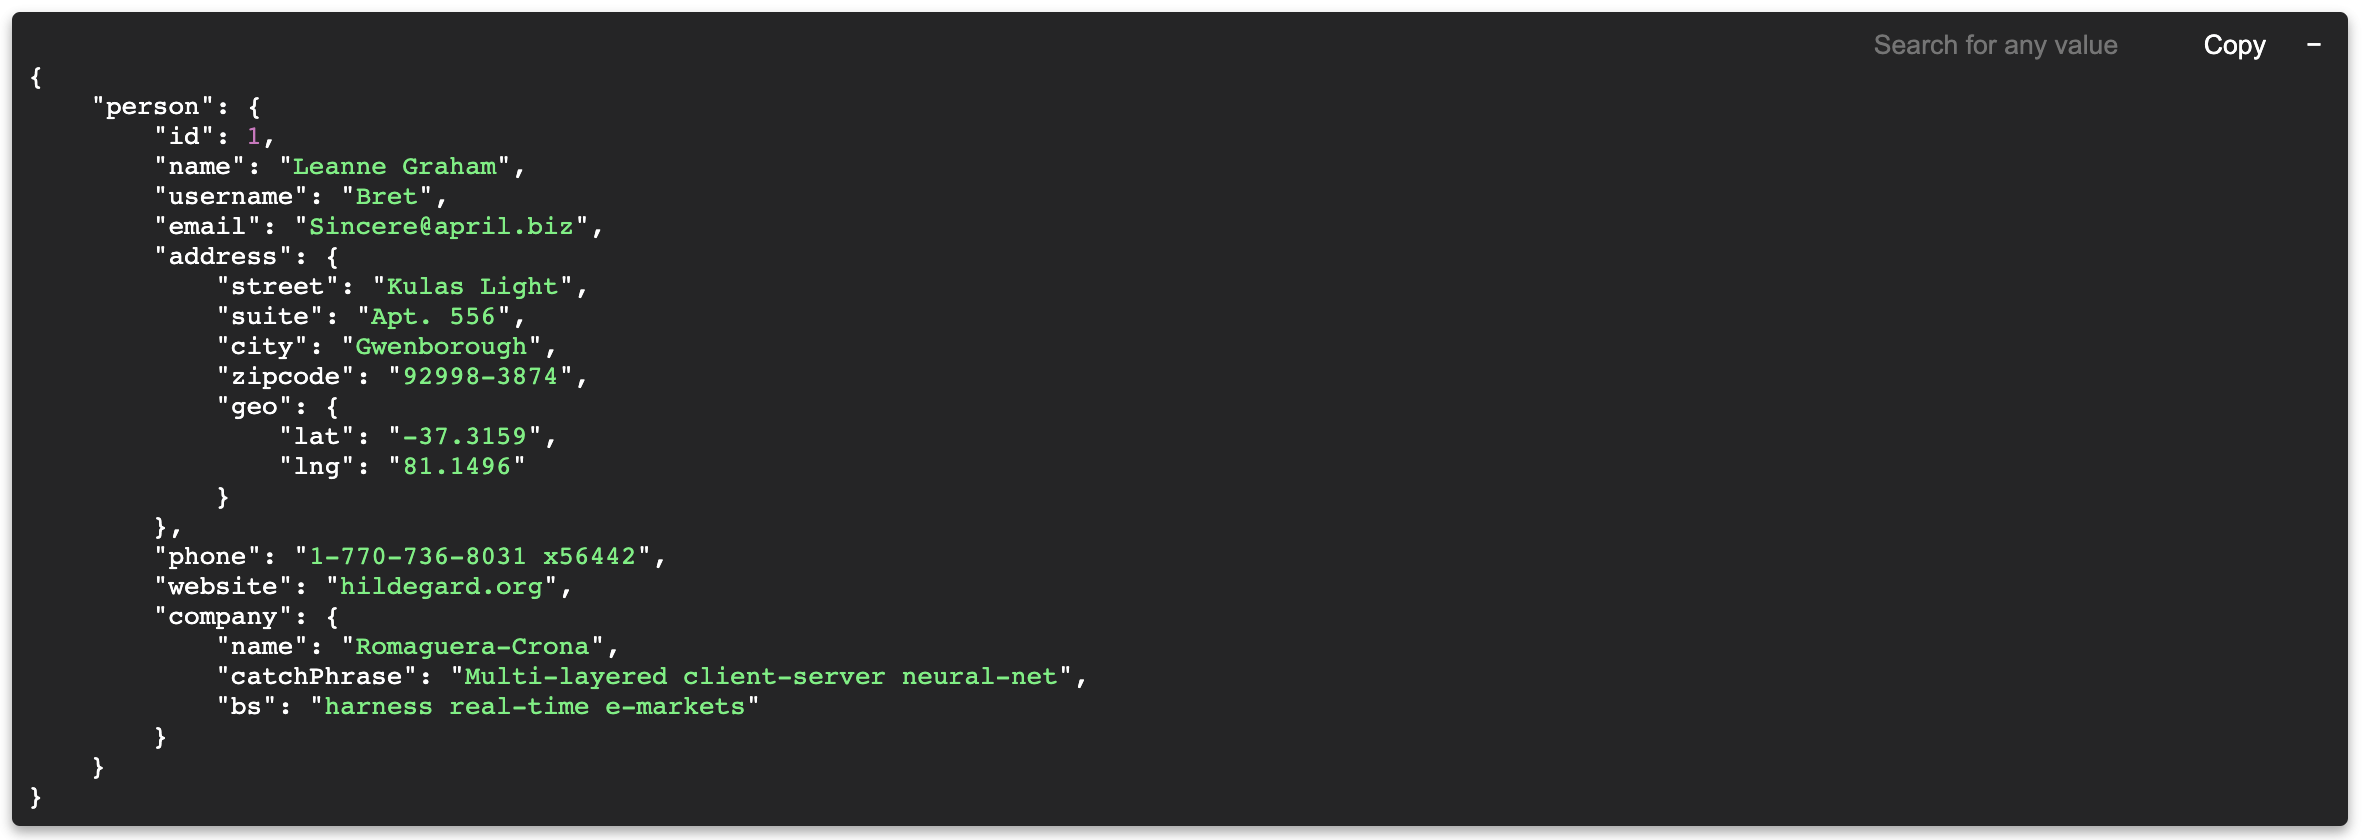 Search for any value Copy −
{
    "person": {
        "id": 1,
        "name": "Leanne Graham",
        "username": "Bret",
        "email": "Sincere@april.biz",
        "address": {
            "street": "Kulas Light",
            "suite": "Apt. 556",
            "city": "Gwenborough",
            "zipcode": "92998-3874",
            "geo": {
                "lat": "-37.3159",
                "lng": "81.1496"
            }
        },
        "phone": "1-770-736-8031 x56442",
        "website": "hildegard.org",
        "company": {
            "name": "Romaguera-Crona",
            "catchPhrase": "Multi-layered client-server neural-net",
            "bs": "harness real-time e-markets"
        }
    }
}